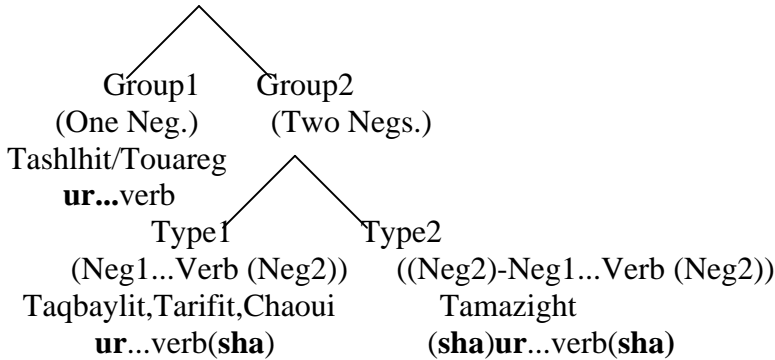 Group1 Group2
(One Neg.) (Two Negs.)
Tashlhit/Touareg
ur...verb
Type1 Type2
(Neg1...Verb (Neg2)) ((Neg2)-Neg1...Verb (Neg2))
Taqbaylit,Tarifit,Chaoui Tamazight
ur...verb(sha) (sha)ur...verb(sha)